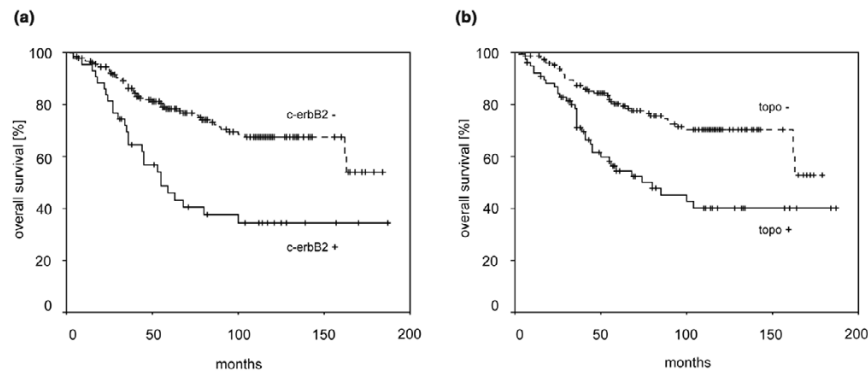 (a)
100
80
60
40
20
0
overall survival [%]
c-erbB2 -
c-erbB2 +
0 50 100 150 200
months
(b)
100
80
60
40
20
0
overall survival [%]
topo -
topo +
0 50 100 150 200
months